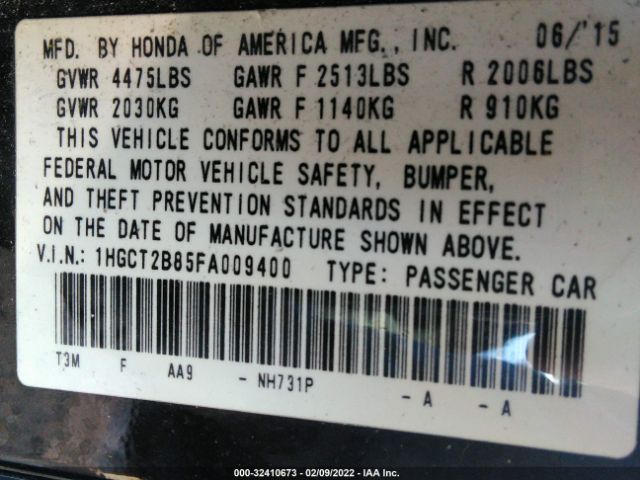 MFD. BY HONDA OF AMERICA MFG., INC. 06/'15
GVWR 4475LBS GAWR F 2513LBS R 2006LBS
GVWR 2030KG GAWR F 1140KG R 910KG
THIS VEHICLE CONFORMS TO ALL APPLICABLE
FEDERAL MOTOR VEHICLE SAFETY, BUMPER,
AND THEFT PREVENTION STANDARDS IN EFFECT
ON THE DATE OF MANUFACTURE SHOWN ABOVE.
V.I.N.: 1HGCT2B85FA009400 TYPE: PASSENGER CAR
T3M F AA9 - NH731P - A - A
000-32410673 - 02/09/2022 - IAA Inc.